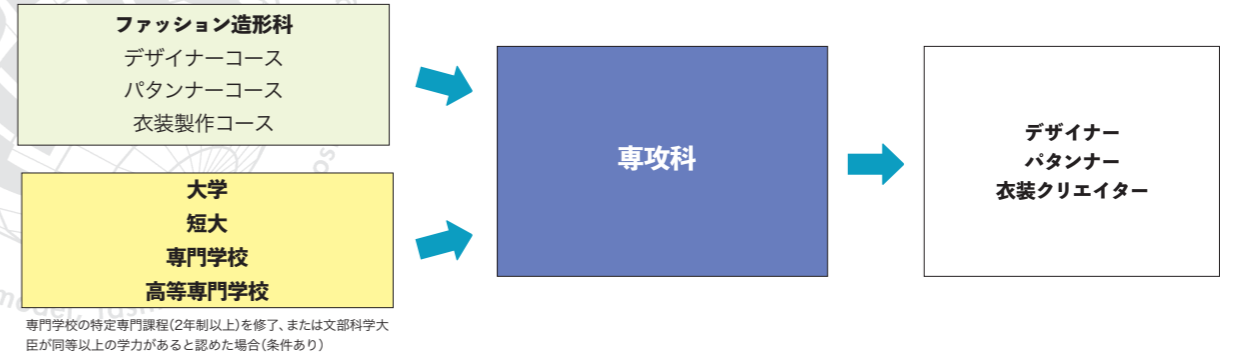 ファッション造形科
デザイナーコース
パタンナーコース
衣装製作コース
大学
短大
専門学校
高等専門学校
専門学校の特定専門課程(2年制以上)を修了、または文部科学大
臣が同等以上の学力があると認めた場合(条件あり)
専攻科
デザイナー
パタンナー
衣装クリエイター